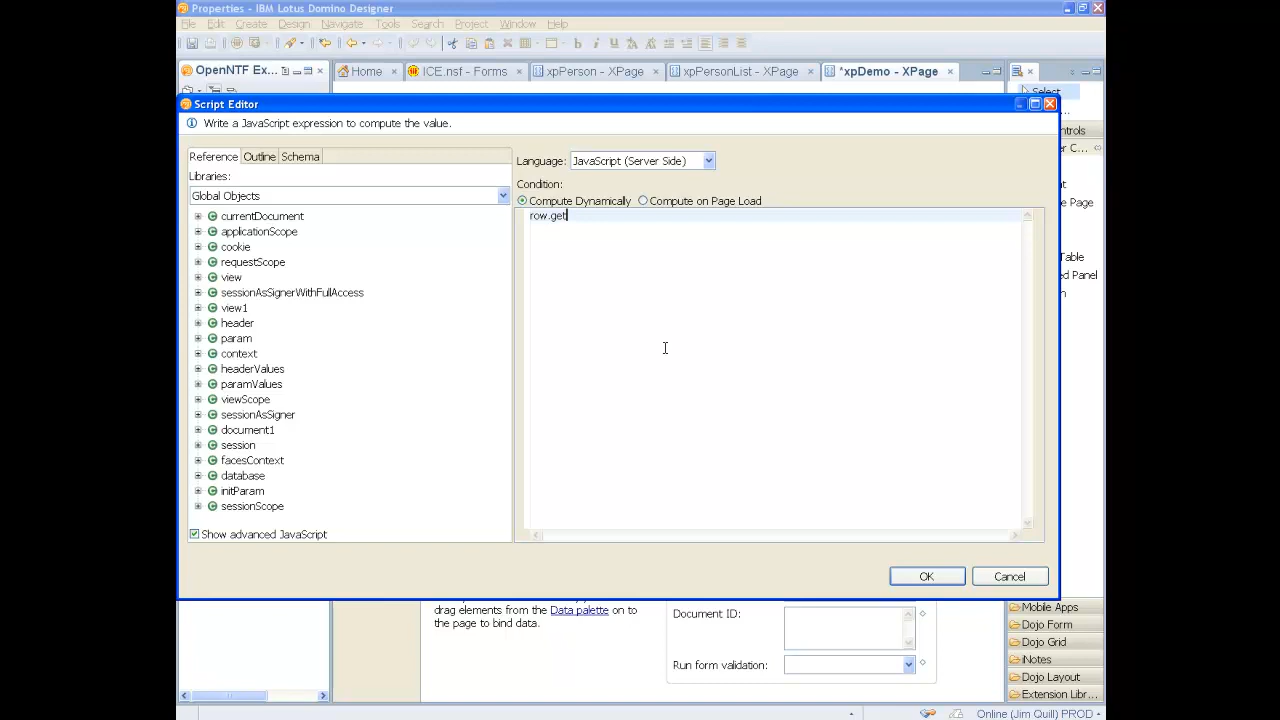 Properties - IBM Lotus Domino Designer
File Edit Create Design Navigate Tools Search Project Window Help
OpenNTF Ex...
Home
ICE.nsf - Forms
xpPerson - XPage
xpPersonList - XPage
*xpDemo - XPage
Select
Script Editor
Write a JavaScript expression to compute the value.
Reference Outline Schema
Libraries:
Global Objects
currentDocument
applicationScope
cookie
requestScope
view
sessionAsSignerWithFullAccess
view1
header
param
context
headerValues
paramValues
viewScope
sessionAsSigner
document1
session
facesContext
database
initParam
sessionScope
Show advanced JavaScript
Language: JavaScript (Server Side)
Condition:
Compute Dynamically Compute on Page Load
row.get
OK Cancel
ntrols
r C...
t
e Page
Table
d Panel
n
drag elements from the Data palette on to
the page to bind data.
Document ID:
Run form validation:
Mobile Apps
Dojo Form
Dojo Grid
iNotes
Dojo Layout
Extension Libr...
Online (Jim Quill) PROD